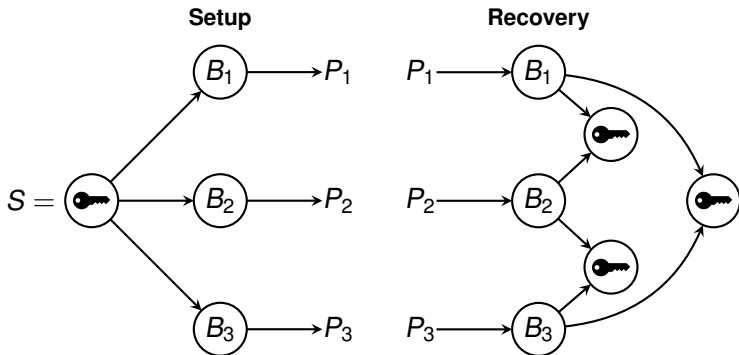 Setup Recovery
B1 P1 P1 B1
S = B2 P2 P2 B2
B3 P3 P3 B3